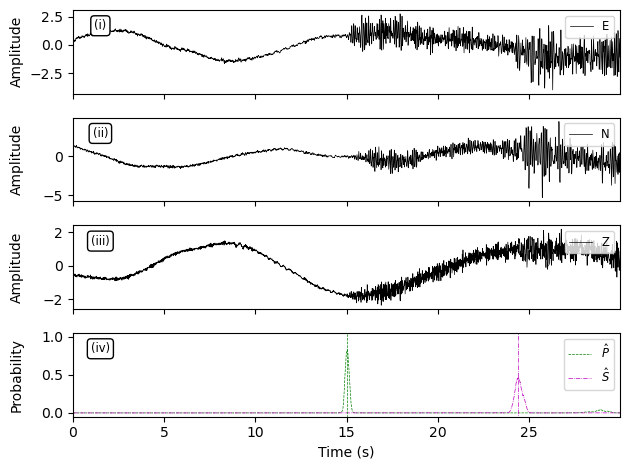 Amplitude
2.5
0.0
−2.5
(i)
E
Amplitude
0
−5
(ii)
N
Amplitude
2
0
−2
(iii)
Z
Probability
1.0
0.5
0.0
(iv)
P̂
Ŝ
0 5 10 15 20 25
Time (s)